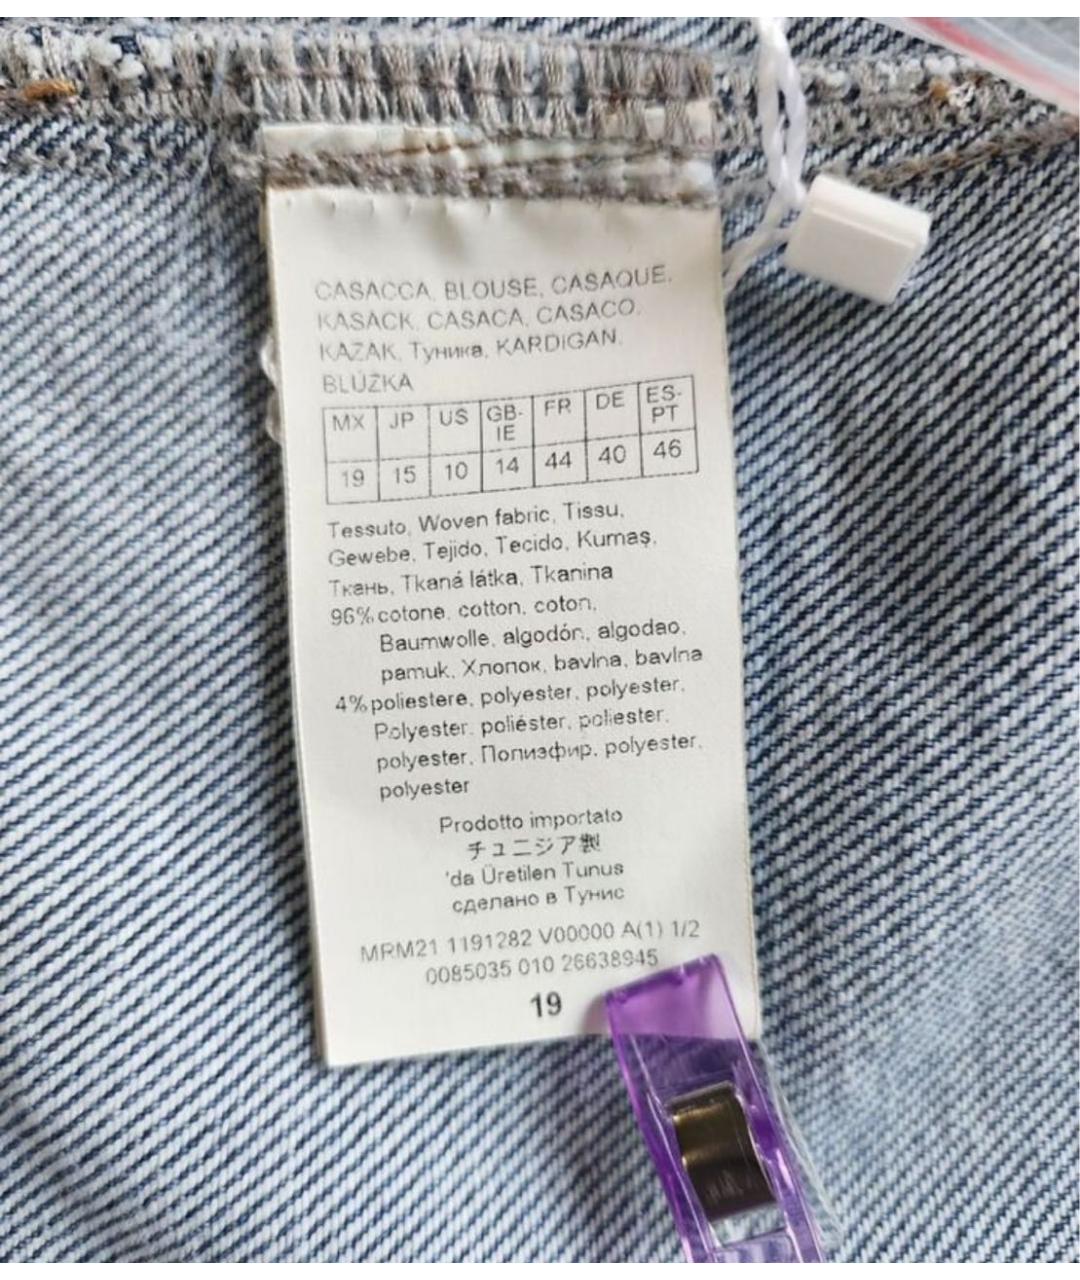 CASACCA, BLOUSE, CASAQUE,
KASACK, CASACA, CASACO,
KAZAK, Туника, KARDIGAN,
BLÚZKA
MX JP US GB-IE FR DE ES-PT
19 15 10 14 44 40 46
Tessuto, Woven fabric, Tissu,
Gewebe, Tejido, Tecido, Kumaş,
Ткань, Tkaná látka, Tkanina
96% cotone, cotton, coton,
Baumwolle, algodón, algodao,
pamuk, Хлопок, bavlna, bavlna
4% poliestere, polyester, polyester,
Polyester, poliéster, poliester,
polyester, Полиэфир, polyester,
polyester
Prodotto importato
チュニジア製
'da Üretilen Tunus
сделано в Тунис
MRM21 1191282 V00000 A(1) 1/2
0085035 010 26638945
19